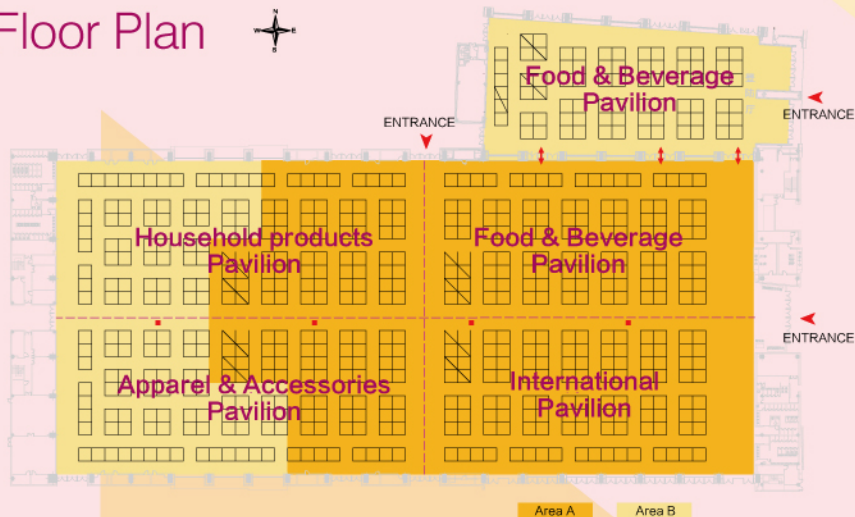 Floor Plan
N
W E
S
Food & Beverage
Pavilion
ENTRANCE
ENTRANCE
Household products
Pavilion
Food & Beverage
Pavilion
ENTRANCE
Apparel & Accessories
Pavilion
International
Pavilion
Area A
Area B